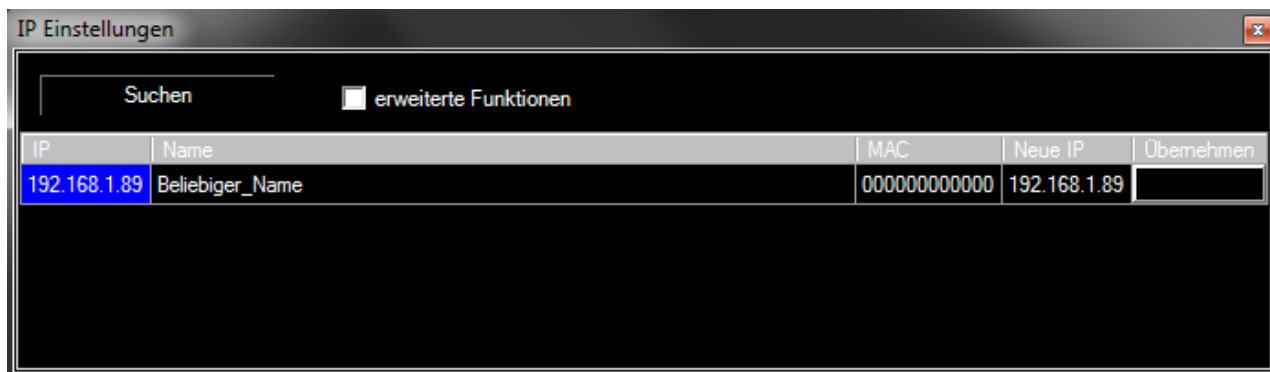 IP Einstellungen
Suchen erweiterte Funktionen
IP Name MAC Neue IP Übernehmen
192.168.1.89 Beliebiger_Name 000000000000 192.168.1.89